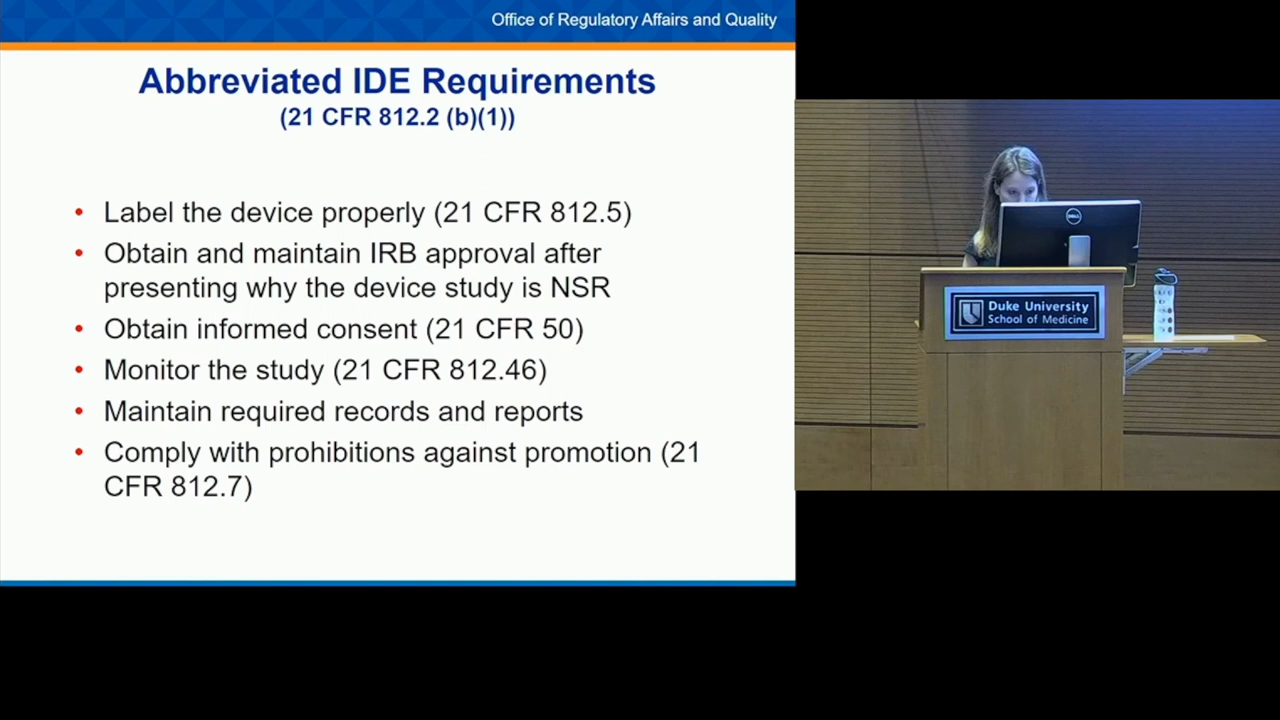 Office of Regulatory Affairs and Quality
Abbreviated IDE Requirements
(21 CFR 812.2 (b)(1))
• Label the device properly (21 CFR 812.5)
• Obtain and maintain IRB approval after
presenting why the device study is NSR
• Obtain informed consent (21 CFR 50)
• Monitor the study (21 CFR 812.46)
• Maintain required records and reports
• Comply with prohibitions against promotion (21
CFR 812.7)
DELL
Duke University
School of Medicine